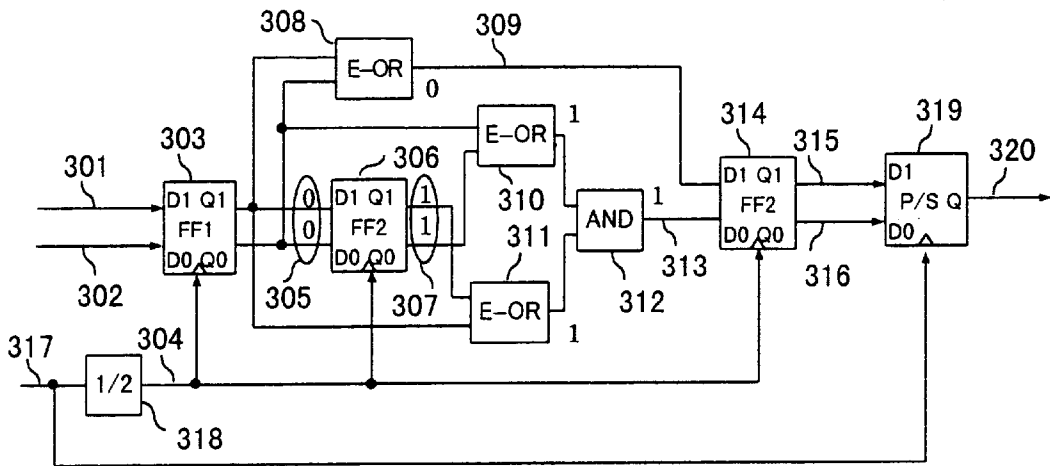 308
309
E-OR
0
303
306
1
314
319
E-OR
301
D1 Q1
FF1
D0 Q0
0
0
D1 Q1
FF2
D0 Q0
1
1
310
311
AND
1
D1 Q1
FF2
D0 Q0
315
D1
P/S Q
D0
320
302
305
307
E-OR
1
312
313
316
317
304
1/2
318